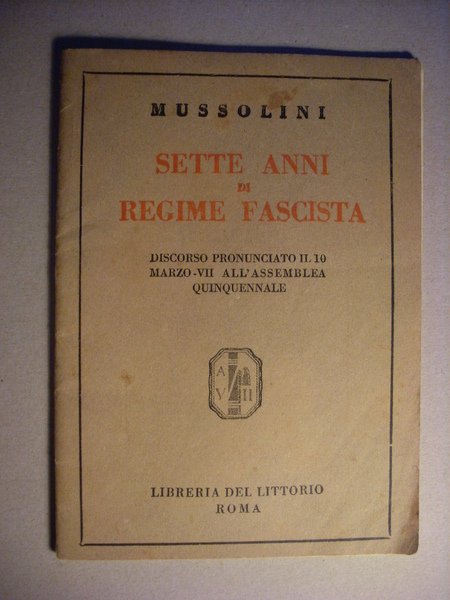 MUSSOLINI
SETTE ANNI
DI
REGIME FASCISTA
DISCORSO PRONUNCIATO IL 10
MARZO-VII ALL'ASSEMBLEA
QUINQUENNALE
A
V II
LIBRERIA DEL LITTORIO
ROMA